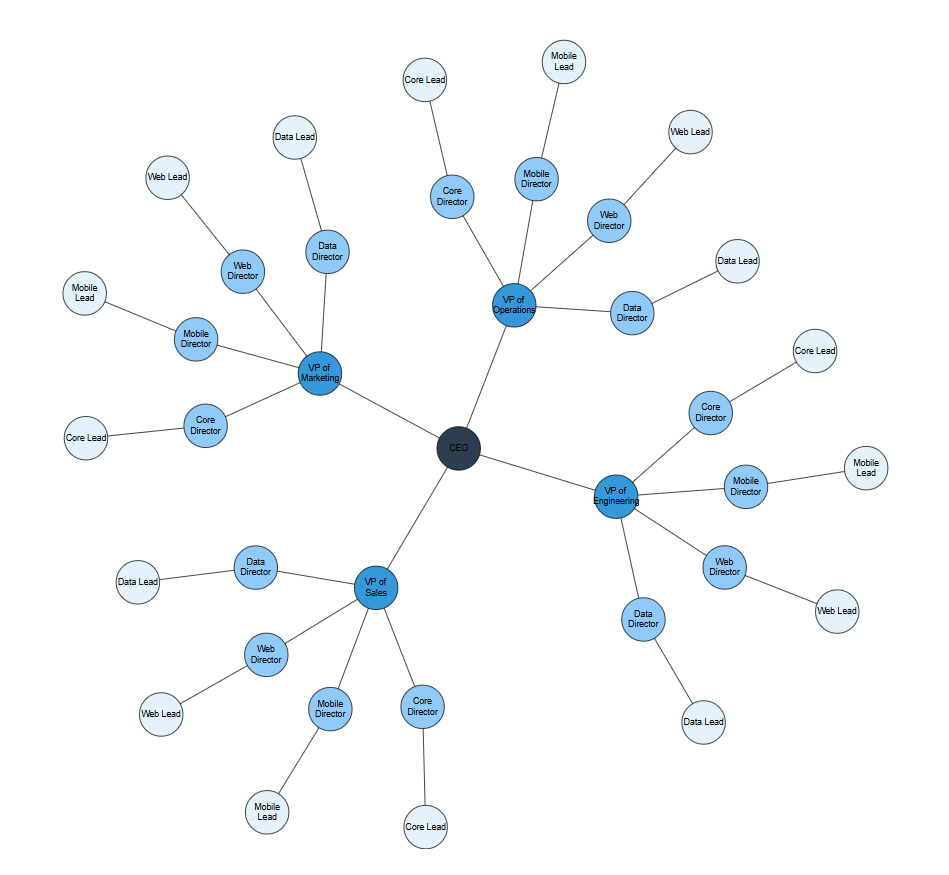 Mobile
Lead
Core Lead
Web Lead
Data Lead
Web Lead
Mobile
Director
Core
Director
Web
Director
Data
Director
Data Lead
Web
Director
Mobile
Lead
VP of
Operations
Data
Director
Mobile
Director
Core Lead
VP of
Marketing
Core
Director
Core
Director
Core Lead
CEO
Mobile
Lead
Mobile
Director
VP of
Engineering
Data
Director
Web
Director
Data Lead
VP of
Sales
Web Lead
Data
Director
Web
Director
Web Lead
Mobile
Director
Core
Director
Data Lead
Mobile
Lead
Core Lead